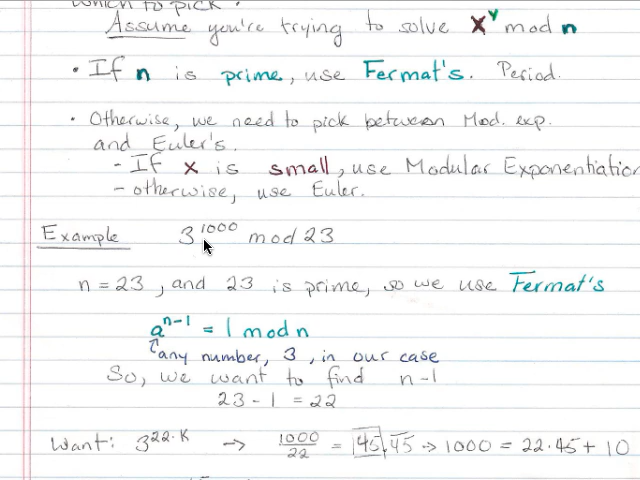 which to pick.
Assume you're trying to solve x^y mod n
· If n is prime, use Fermat's. Period.
· Otherwise, we need to pick between Mod. exp.
and Euler's.
- If x is small, use Modular Exponentiation
- otherwise, use Euler.
Example 3^1000 mod 23
n = 23, and 23 is prime, so we use Fermat's
a^n-1 = 1 mod n
any number, 3, in our case
So, we want to find n-1
23 - 1 = 22
Want: 3^22·K → 1000/22 = 45.45 → 1000 = 22·45 + 10